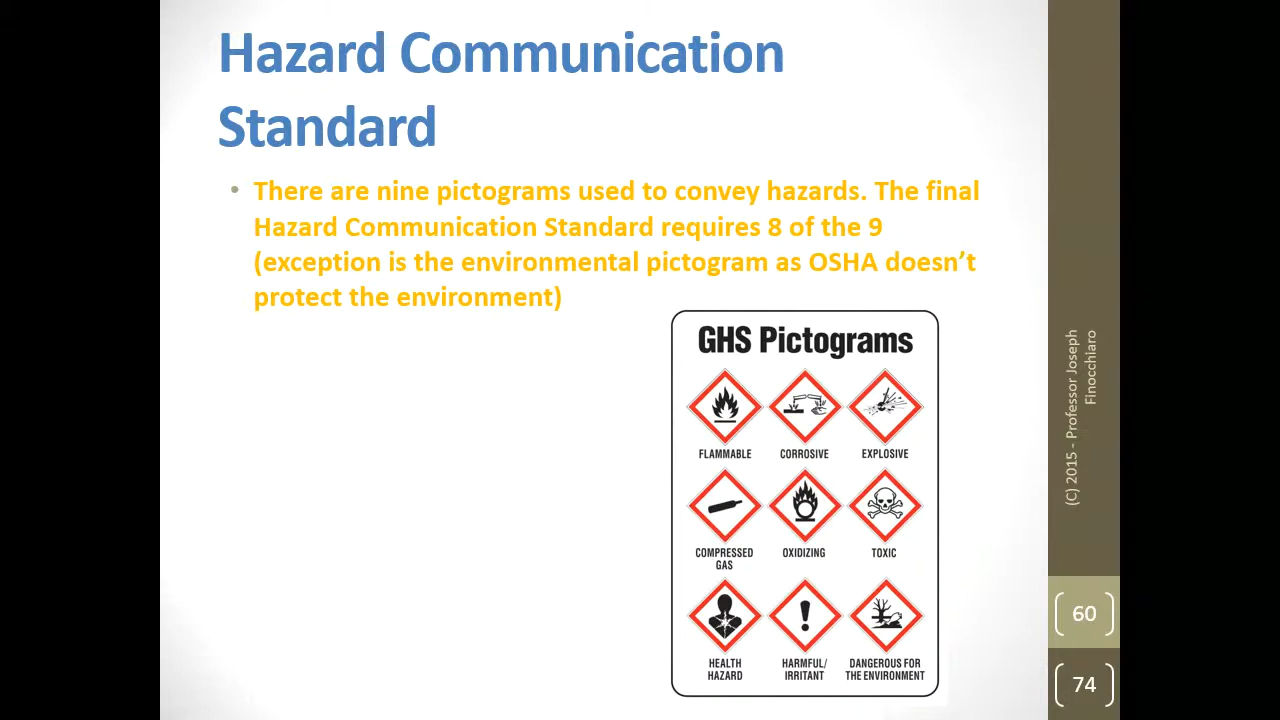 Hazard Communication
Standard
• There are nine pictograms used to convey hazards. The final
Hazard Communication Standard requires 8 of the 9
(exception is the environmental pictogram as OSHA doesn’t
protect the environment)
GHS Pictograms
FLAMMABLE
CORROSIVE
EXPLOSIVE
COMPRESSED
GAS
OXIDIZING
TOXIC
HEALTH
HAZARD
HARMFUL/
IRRITANT
DANGEROUS FOR
THE ENVIRONMENT
(C) 2015 - Professor Joseph
Finocchiaro
60
74